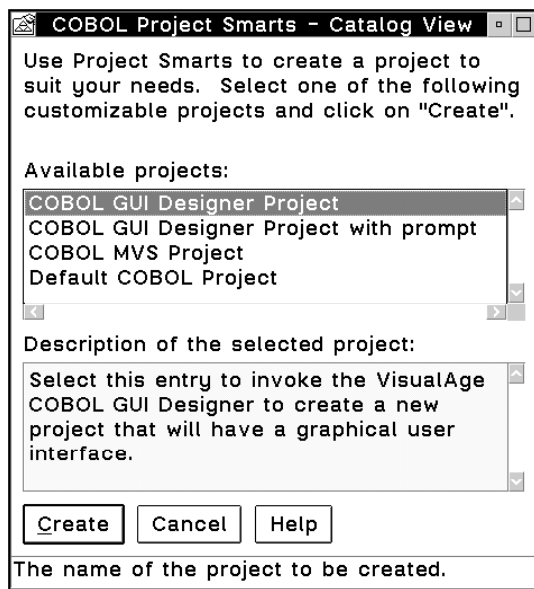 COBOL Project Smarts - Catalog View
Use Project Smarts to create a project to
suit your needs. Select one of the following
customizable projects and click on "Create".
Available projects:
COBOL GUI Designer Project
COBOL GUI Designer Project with prompt
COBOL MVS Project
Default COBOL Project
Description of the selected project:
Select this entry to invoke the VisualAge
COBOL GUI Designer to create a new
project that will have a graphical user
interface.
Create Cancel Help
The name of the project to be created.